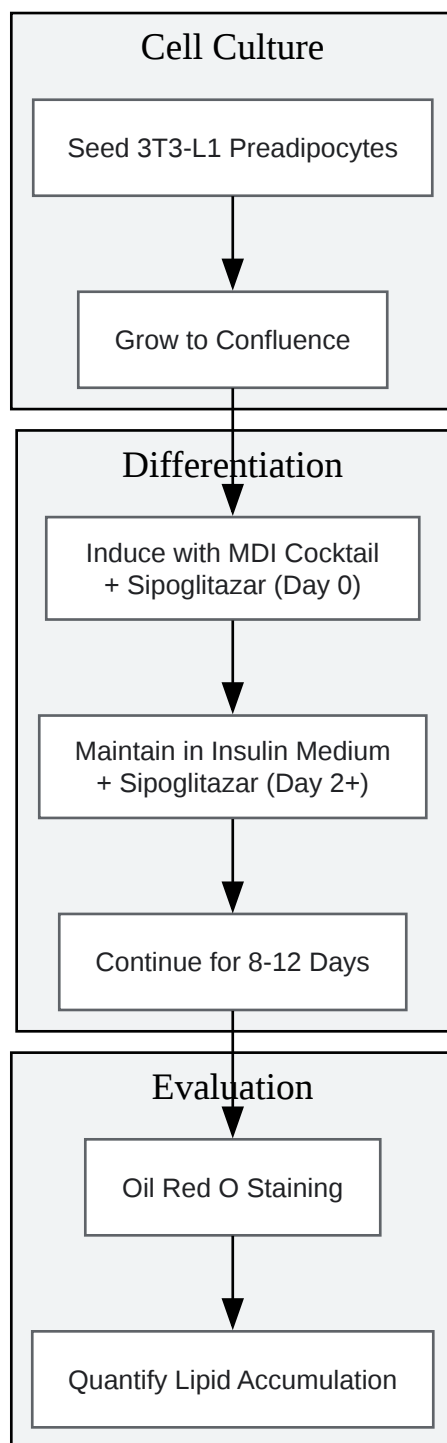 Cell Culture
Seed 3T3-L1 Preadipocytes
Grow to Confluence
Differentiation
Induce with MDI Cocktail
+ Sipoglitazar (Day 0)
Maintain in Insulin Medium
+ Sipoglitazar (Day 2+)
Continue for 8-12 Days
Evaluation
Oil Red O Staining
Quantify Lipid Accumulation